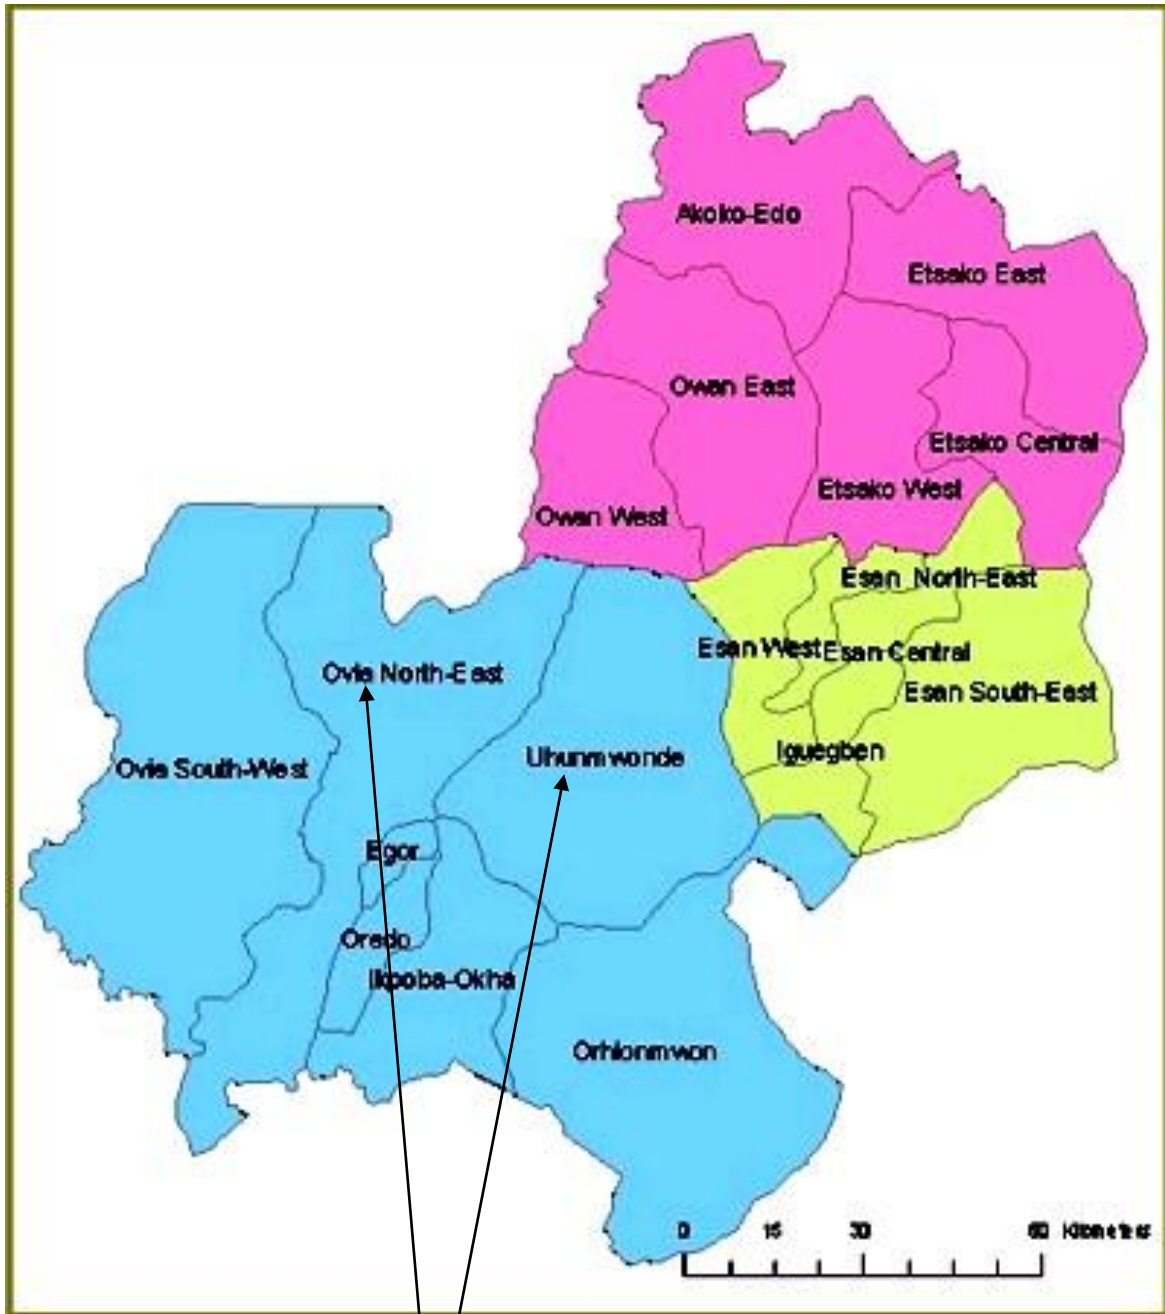 Akoko-Edo
Etsako East
Owan East
Etsako Central
Etsako West
Owan West
Esan North-East
Esan West
Esan Central
Ovia North-East
Esan South-East
Iguegben
Uhunmwonde
Ovia South-West
Egor
Oredo
Ikpoba-Okha
Orhionmwon
0 15 30 60 Kilometers